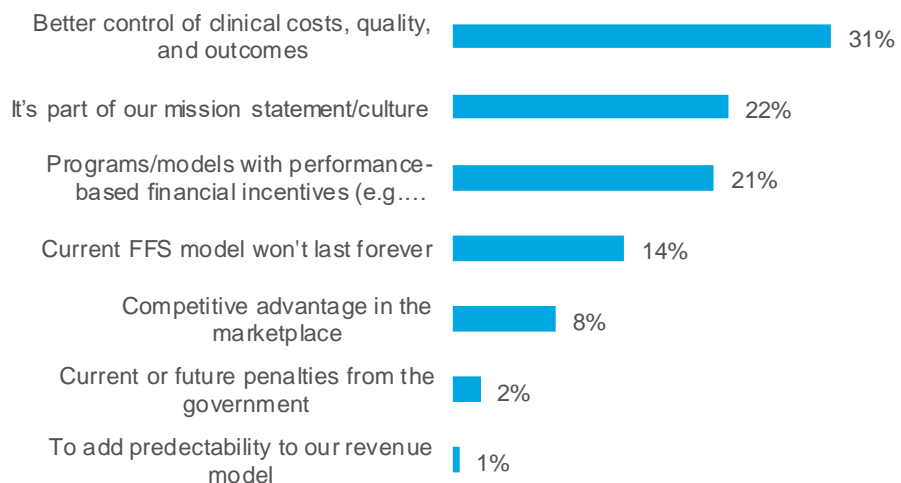 Better control of clinical costs, quality,
and outcomes
31%
It's part of our mission statement/culture
22%
Programs/models with performance-
based financial incentives (e.g....
21%
Current FFS model won't last forever
14%
Competitive advantage in the
marketplace
8%
Current or future penalties from the
government
2%
To add predectability to our revenue
model
1%